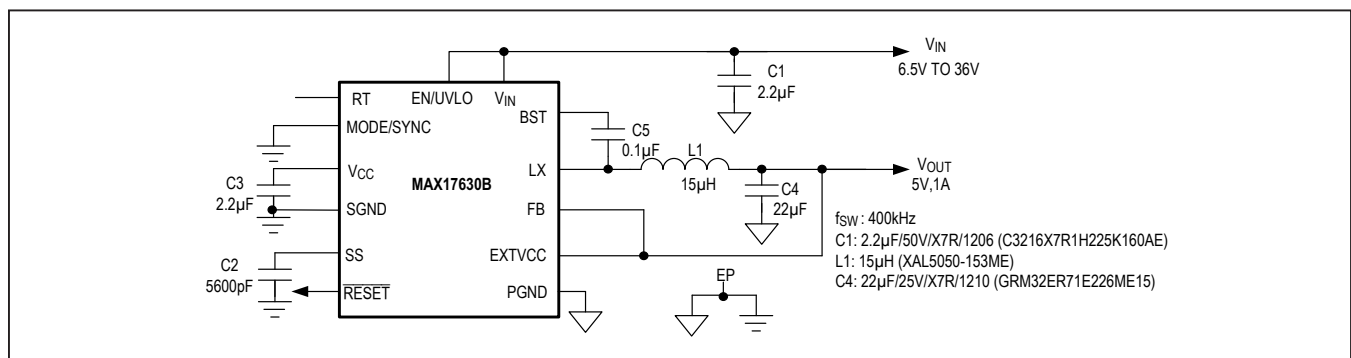 VIN
6.5V TO 36V
C1
2.2µF
RT
EN/UVLO
VIN
BST
MODE/SYNC
C5
0.1µF
L1
15µH
VCC
MAX17630B
LX
VOUT
5V,1A
C3
2.2µF
C4
22µF
SGND
FB
fSW : 400kHz
C1: 2.2µF/50V/X7R/1206 (C3216X7R1H225K160AE)
L1: 15µH (XAL5050-153ME)
C4: 22µF/25V/X7R/1210 (GRM32ER71E226ME15)
SS
EXTVCC
C2
5600pF
RESET
PGND
EP